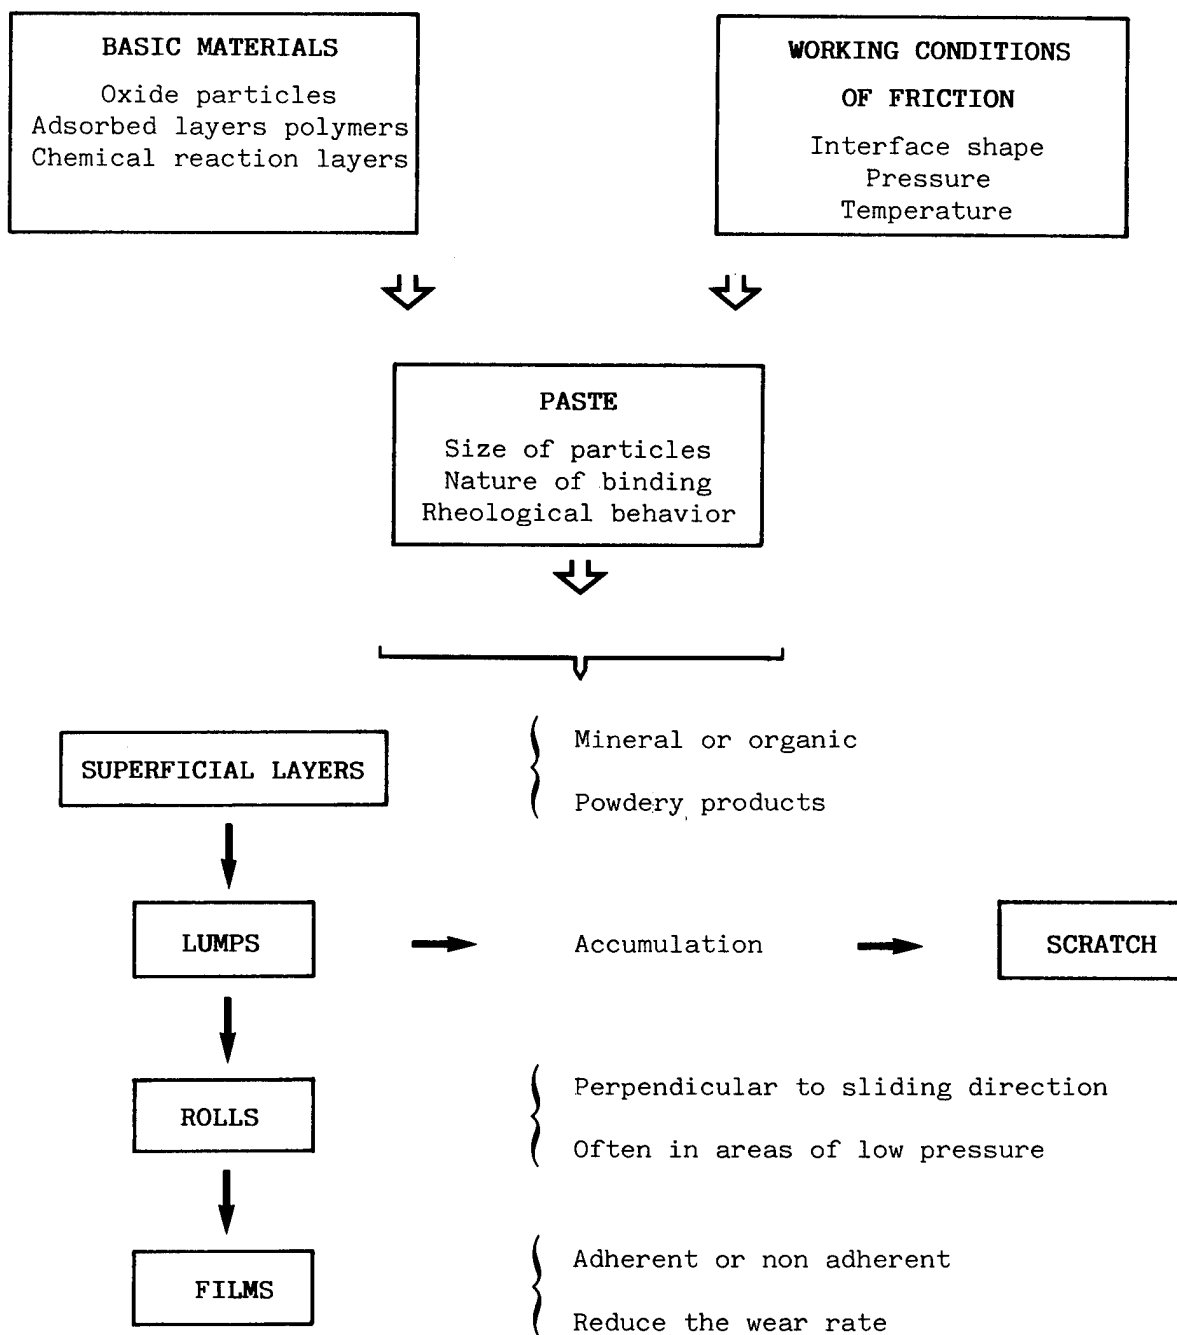 BASIC MATERIALS
Oxide particles
Adsorbed layers polymers
Chemical reaction layers
WORKING CONDITIONS
OF FRICTION
Interface shape
Pressure
Temperature
PASTE
Size of particles
Nature of binding
Rheological behavior
SUPERFICIAL LAYERS
Mineral or organic
Powdery products
LUMPS
Accumulation
SCRATCH
ROLLS
Perpendicular to sliding direction
Often in areas of low pressure
FILMS
Adherent or non adherent
Reduce the wear rate